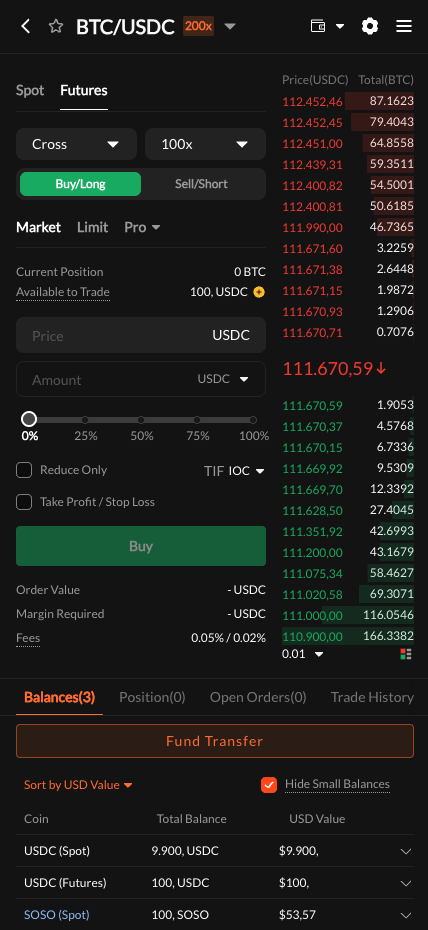 BTC/USDC 200x
Spot Futures
Cross 100x
Buy/Long Sell/Short
Market Limit Pro
Current Position 0 BTC
Available to Trade 100, USDC
Price USDC
Amount USDC
0% 25% 50% 75% 100%
Reduce Only TIF IOC
Take Profit / Stop Loss
Buy
Order Value - USDC
Margin Required - USDC
Fees 0.05% / 0.02%
Price(USDC) Total(BTC)
112.452,46 87.1623
112.452,45 79.4043
112.451,00 64.8558
112.439,31 59.3511
112.400,82 54.5001
112.400,81 50.6185
111.990,00 46.7365
111.671,60 3.2259
111.671,38 2.6448
111.671,15 1.9872
111.670,93 1.2906
111.670,71 0.7076
111.670,59↓
111.670,59 1.9053
111.670,37 4.5768
111.670,15 6.7336
111.669,92 9.5309
111.669,70 12.3392
111.628,50 27.4045
111.351,92 42.6993
111.200,00 43.1679
111.075,34 58.4627
111.020,58 69.3071
111.000,00 116.0546
110.900,00 166.3382
0.01
Balances(3) Position(0) Open Orders(0) Trade History
Fund Transfer
Sort by USD Value Hide Small Balances
Coin Total Balance USD Value
USDC (Spot) 9.900, USDC $9.900,
USDC (Futures) 100, USDC $100,
SOSO (Spot) 100, SOSO $53,57